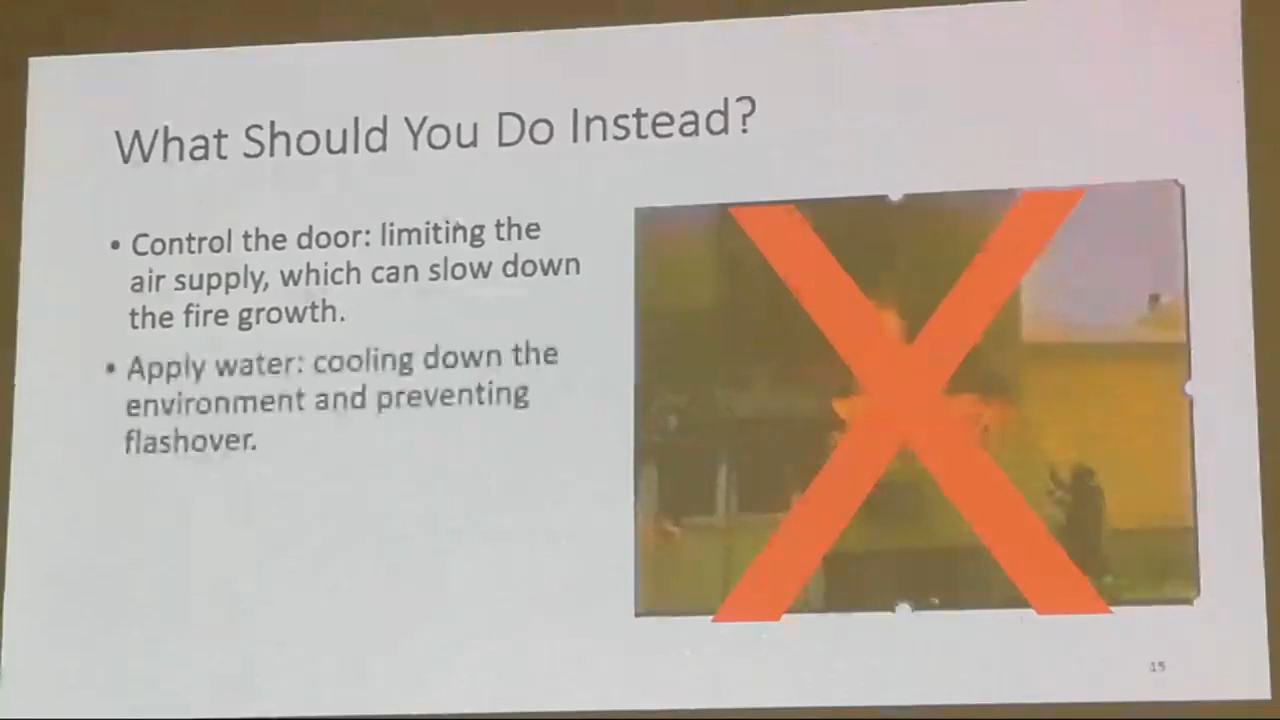 What Should You Do Instead?
• Control the door: limiting the
air supply, which can slow down
the fire growth.
• Apply water: cooling down the
environment and preventing
flashover.
15